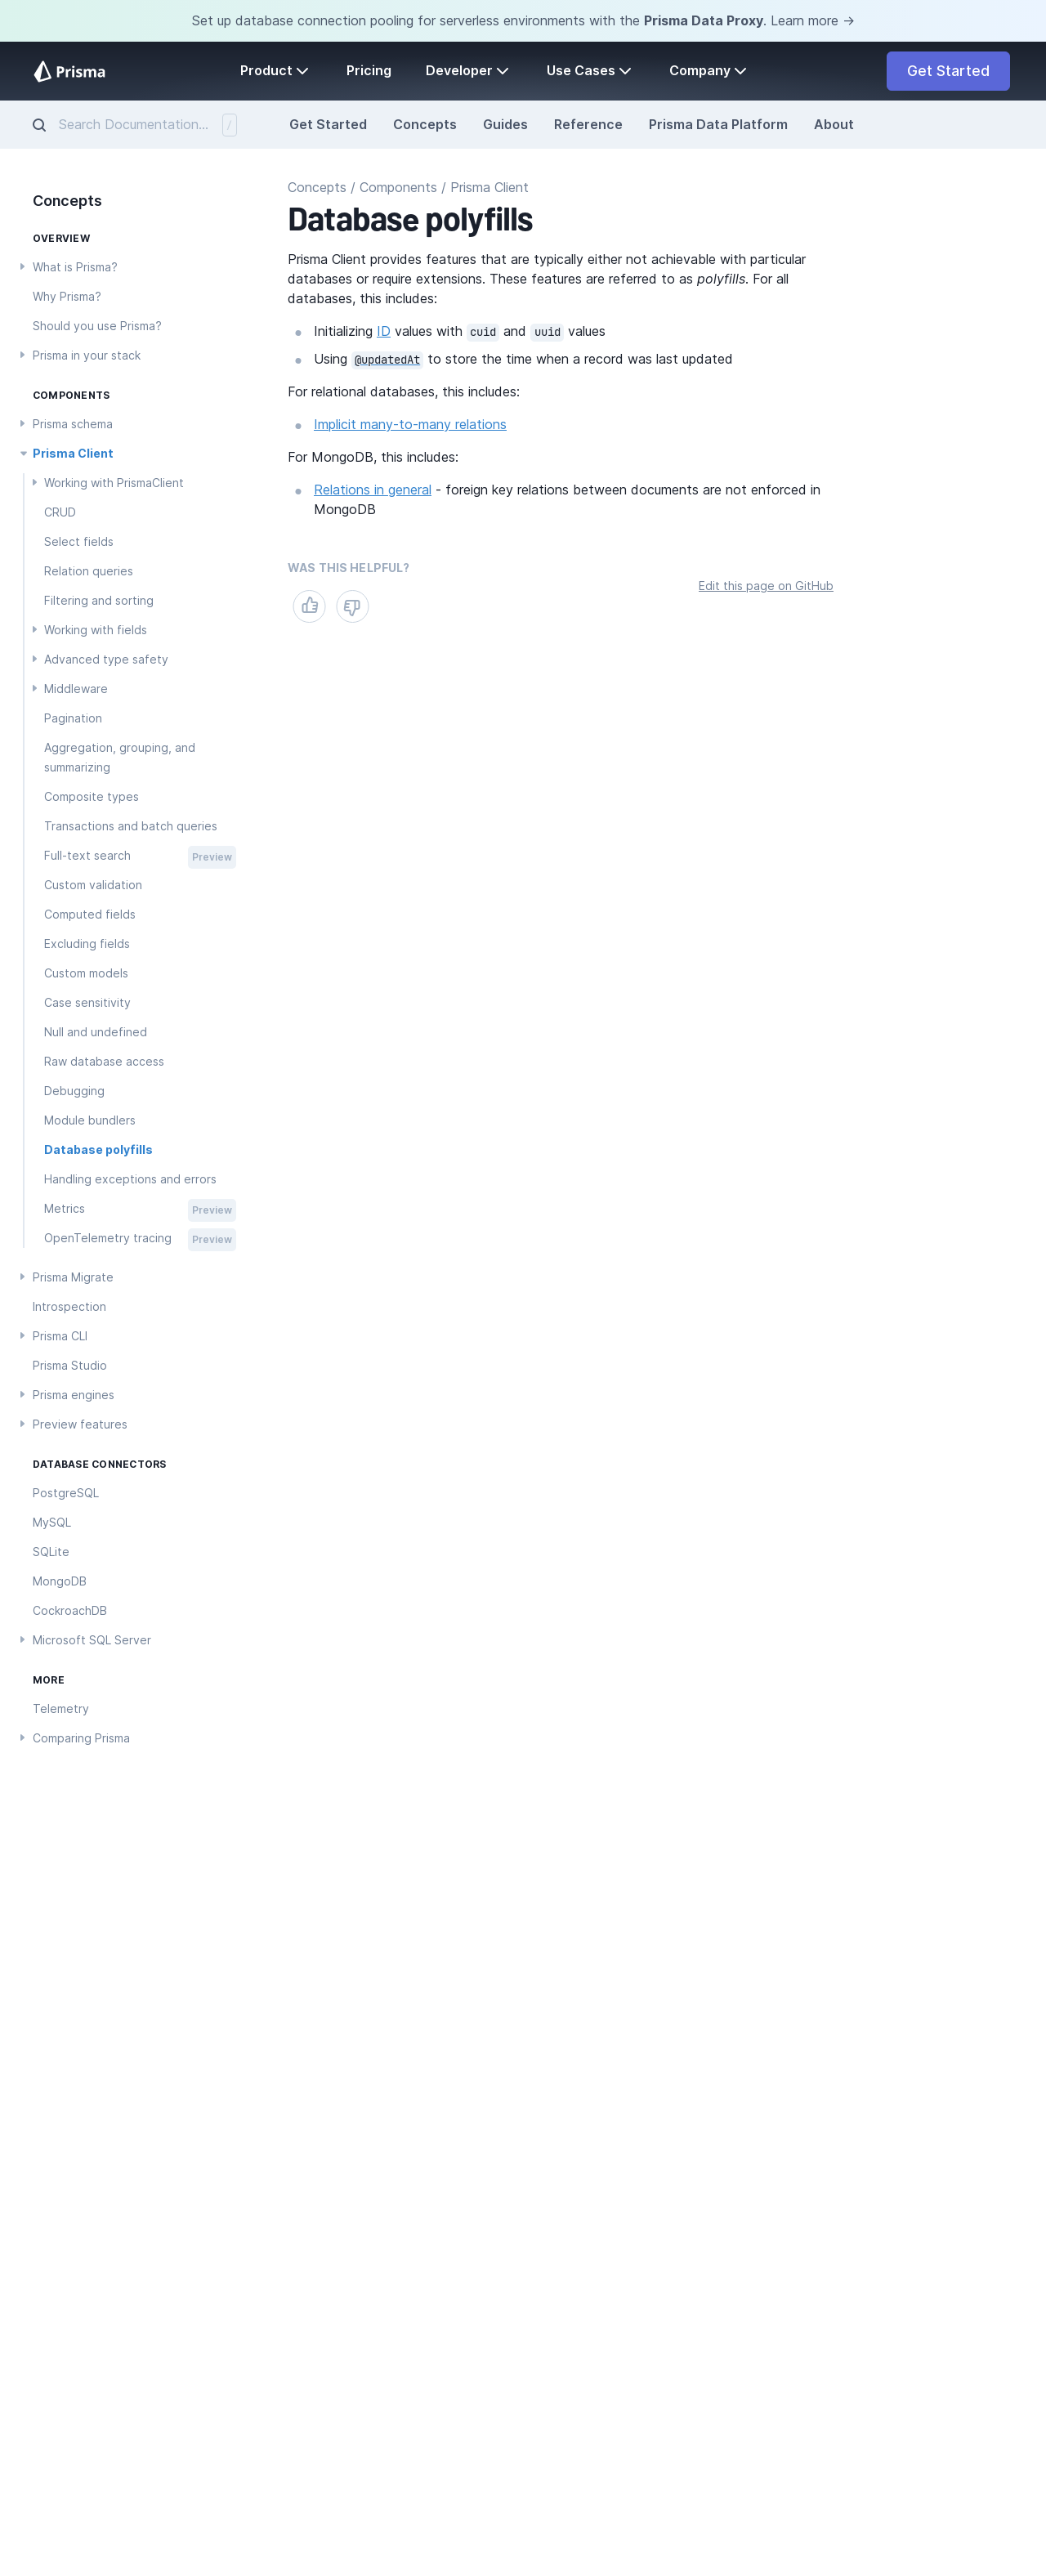 Set up database connection pooling for serverless environments with the Prisma Data Proxy. Learn more →
Prisma
Product
Pricing
Developer
Use Cases
Company
Get Started
Search Documentation...
/
Get Started
Concepts
Guides
Reference
Prisma Data Platform
About
Concepts
OVERVIEW
What is Prisma?
Why Prisma?
Should you use Prisma?
Prisma in your stack
COMPONENTS
Prisma schema
Prisma Client
Working with PrismaClient
CRUD
Select fields
Relation queries
Filtering and sorting
Working with fields
Advanced type safety
Middleware
Pagination
Aggregation, grouping, and
summarizing
Composite types
Transactions and batch queries
Full-text search Preview
Custom validation
Computed fields
Excluding fields
Custom models
Case sensitivity
Null and undefined
Raw database access
Debugging
Module bundlers
Database polyfills
Handling exceptions and errors
Metrics Preview
OpenTelemetry tracing Preview
Prisma Migrate
Introspection
Prisma CLI
Prisma Studio
Prisma engines
Preview features
DATABASE CONNECTORS
PostgreSQL
MySQL
SQLite
MongoDB
CockroachDB
Microsoft SQL Server
MORE
Telemetry
Comparing Prisma
Concepts / Components / Prisma Client
Database polyfills
Prisma Client provides features that are typically either not achievable with particular
databases or require extensions. These features are referred to as polyfills. For all
databases, this includes:
Initializing ID values with cuid and uuid values
Using @updatedAt to store the time when a record was last updated
For relational databases, this includes:
Implicit many-to-many relations
For MongoDB, this includes:
Relations in general - foreign key relations between documents are not enforced in
MongoDB
WAS THIS HELPFUL?
Edit this page on GitHub